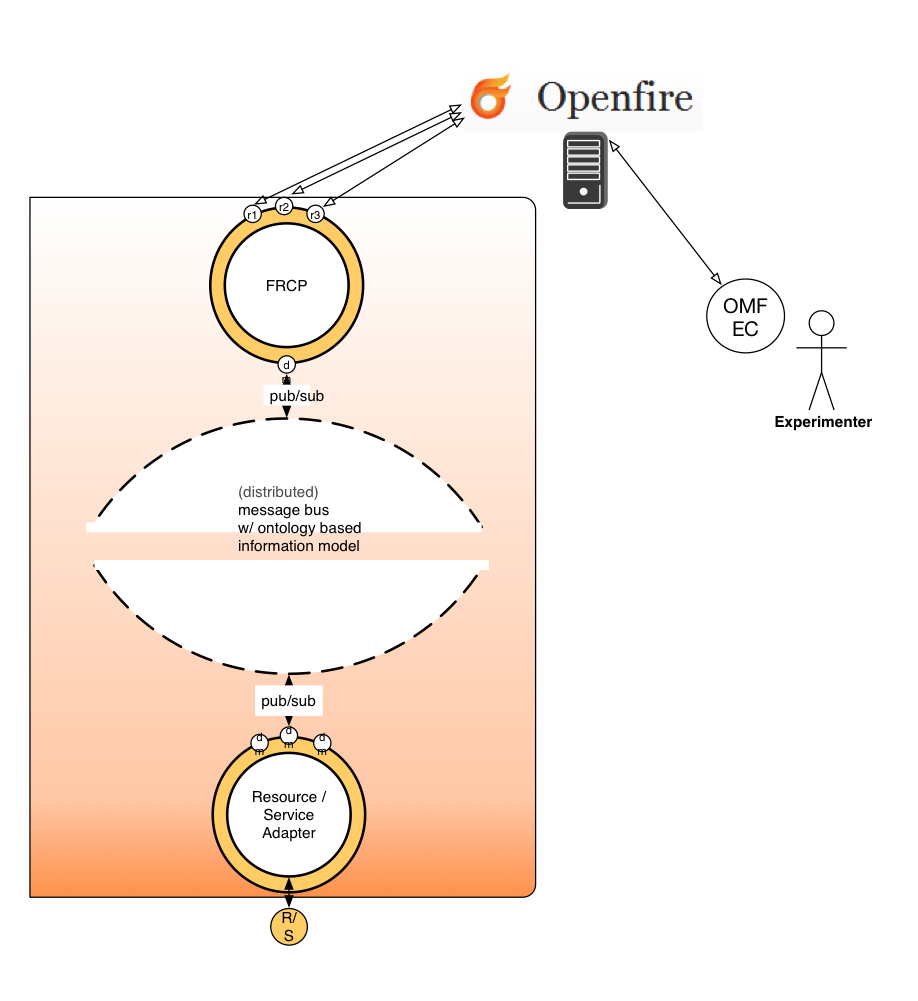 Openfire
r1
r2
r3
FRCP
OMF
EC
d
pub/sub
Experimenter
(distributed)
message bus
w/ ontology based
information model
pub/sub
d
m
d
m
d
m
Resource /
Service
Adapter
R/
S